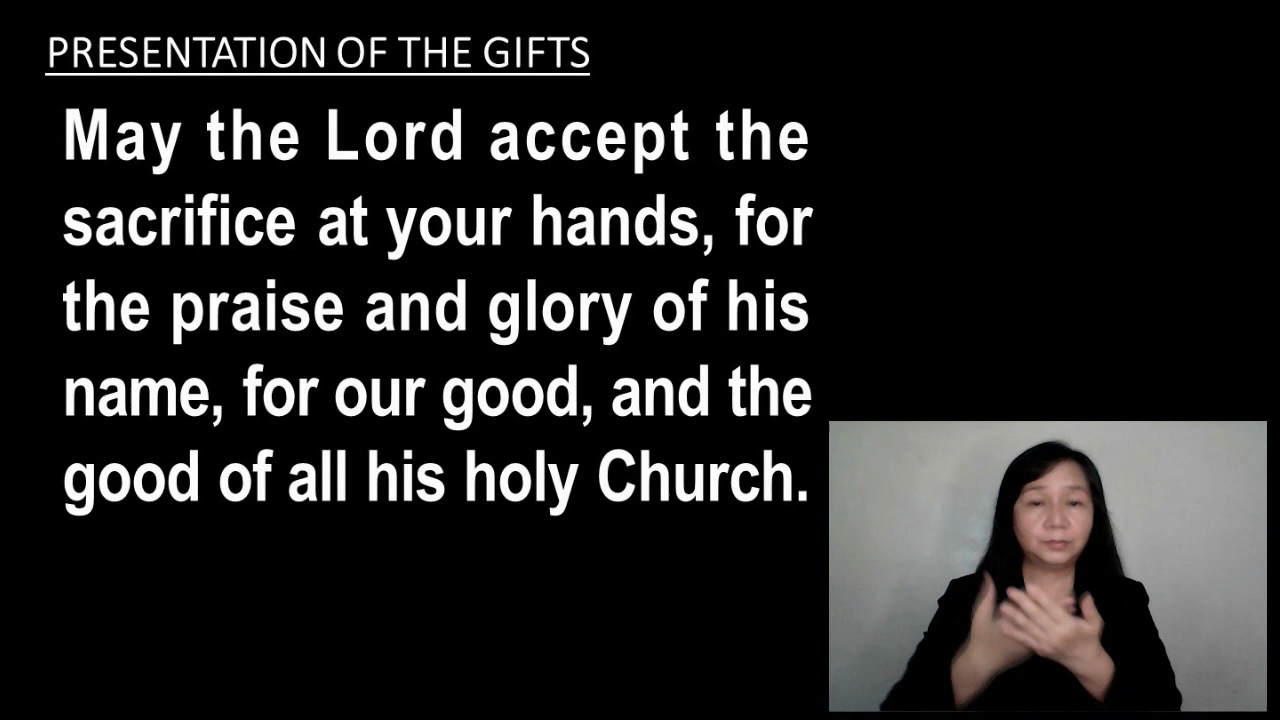 PRESENTATION OF THE GIFTS
May the Lord accept the
sacrifice at your hands, for
the praise and glory of his
name, for our good, and the
good of all his holy Church.